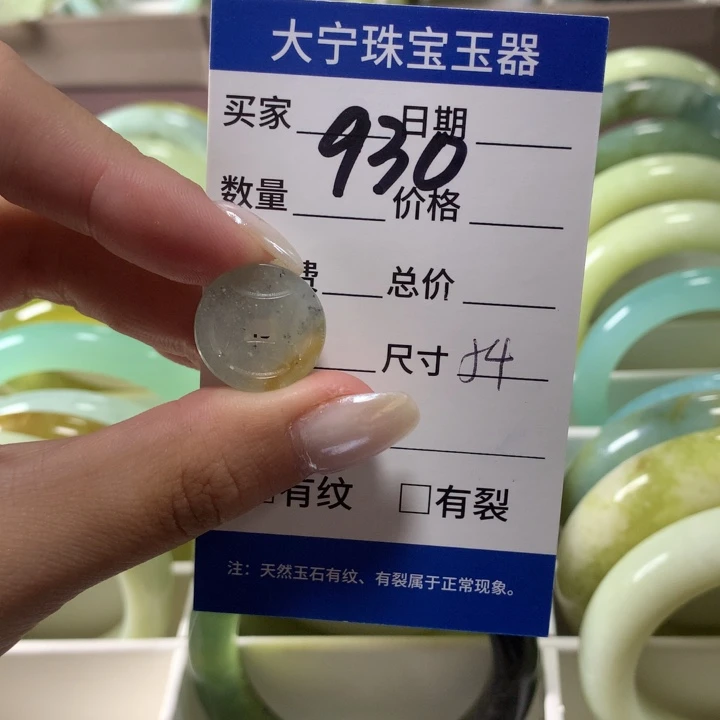 大宁珠宝玉器
买家 日期
930
数量 价格
费 总价
尺寸 54
有纹 □有裂
注：天然玉石有纹、有裂属于正常现象。